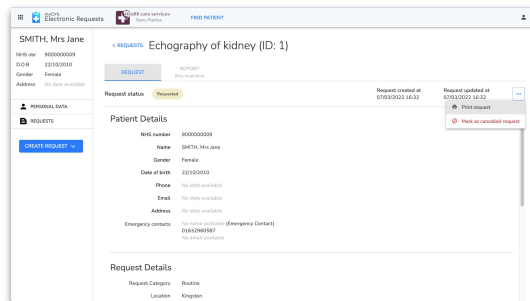 myOrb
Electronic Requests
Health care services
Demo Practice
FIND PATIENT
SMITH, Mrs Jane
NHS nbr 9000000009
D.O.B 22/10/2010
Gender Female
Address No data available
PERSONAL DATA
REQUESTS
CREATE REQUEST
< REQUESTS Echography of kidney (ID: 1)
REQUEST
REPORT
(Not Available)
Request status Requested
Request created at
07/03/2022 16:32
Request updated at
07/03/2022 16:32
Print request
Mark as cancelled request
Patient Details
NHS number 9000000009
Name SMITH, Mrs Jane
Gender Female
Date of birth 22/10/2010
Phone No data available
Email No data available
Address No data available
Emergency contacts No name available (Emergency Contact)
01632960587
No email available
Request Details
Request Category Routine
Location Kingston